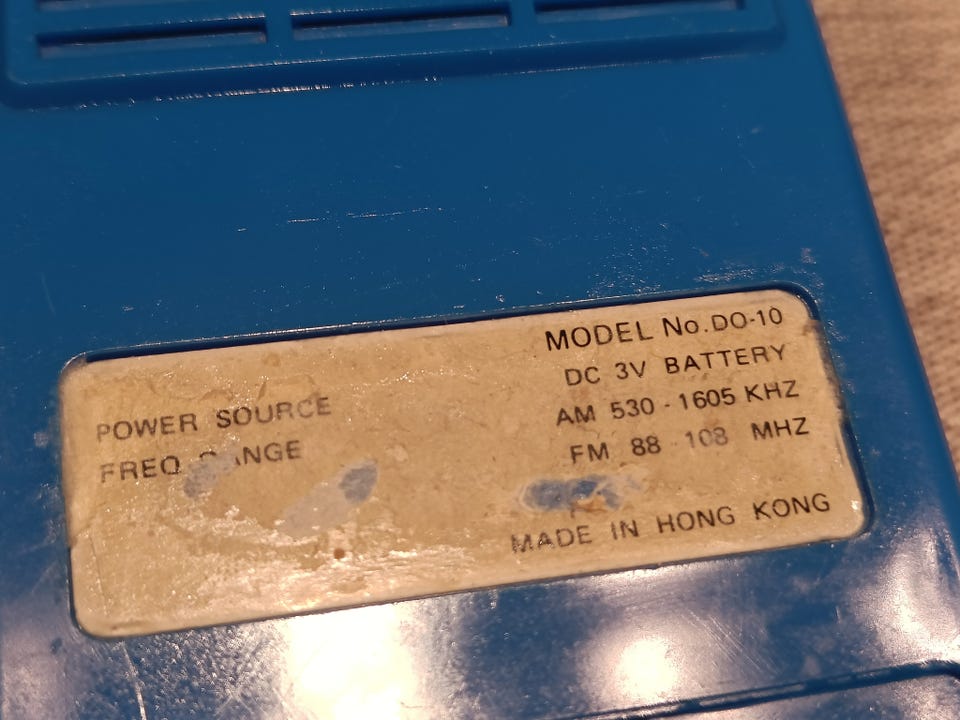 MODEL No. DO-10
POWER SOURCE DC 3V BATTERY
FREQ AM 530 - 1605 KHZ
FM 88 - 108 MHZ
MADE IN HONG KONG